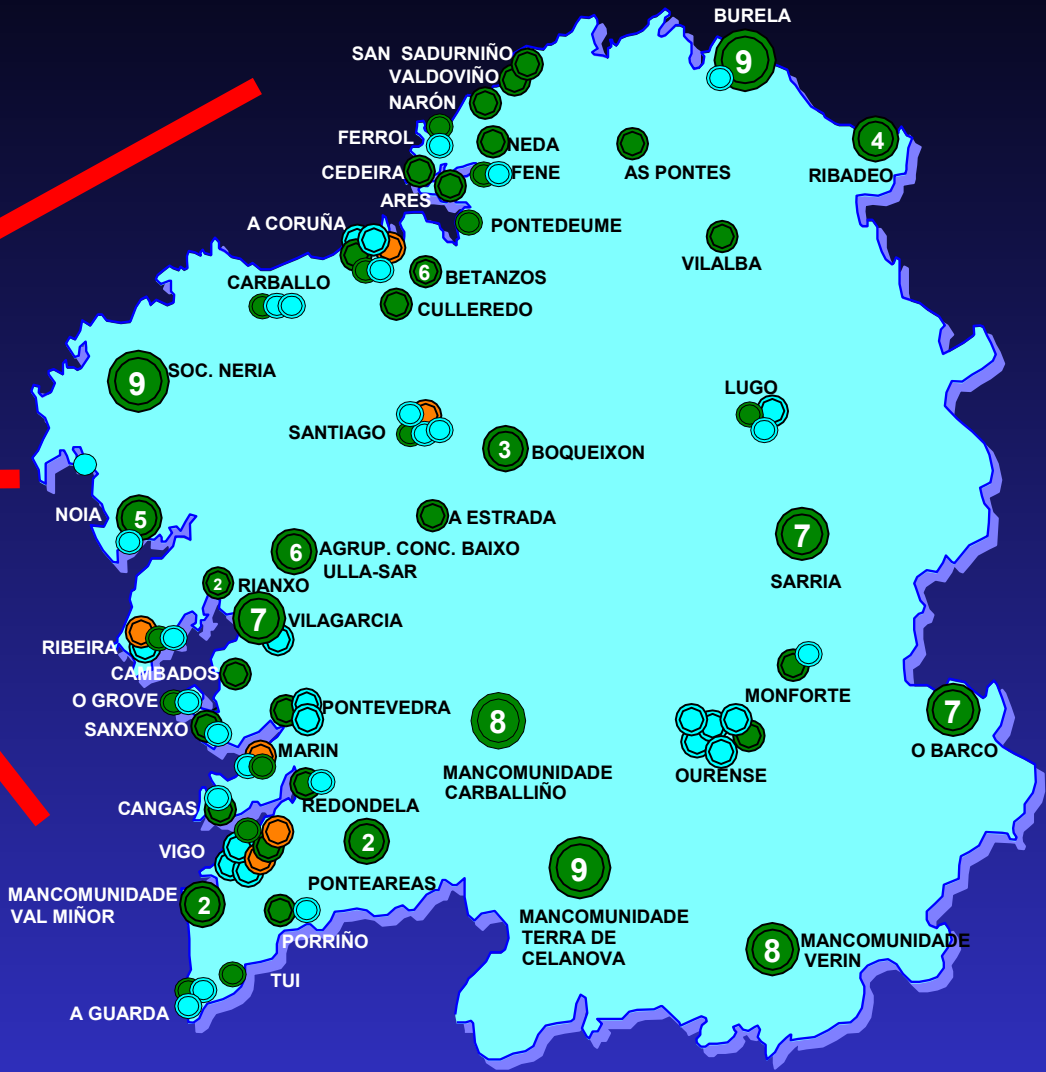 BURELA
9
SAN SADURNIÑO
VALDOVIÑO
NARÓN
FERROL
NEDA
CEDEIRA
FENE
ARES
AS PONTES
4
RIBADEO
A CORUÑA
PONTEDEUME
VILALBA
6
BETANZOS
CARBALLO
CULLEREDO
9
SOC. NERIA
LUGO
SANTIAGO
3
BOQUEIXON
NOIA
5
A ESTRADA
7
SARRIA
6
AGRUP. CONC. BAIXO
ULLA-SAR
2
RIANXO
7
VILAGARCIA
RIBEIRA
CAMBADOS
O GROVE
SANXENXO
PONTEVEDRA
MONFORTE
7
O BARCO
8
MANCOMUNIDADE
CARBALLIÑO
OURENSE
MARIN
CANGAS
REDONDELA
VIGO
2
PONTEAREAS
9
MANCOMUNIDADE
TERRA DE
CELANOVA
MANCOMUNIDADE
VAL MIÑOR
2
PORRIÑO
8
MANCOMUNIDADE
VERIN
TUI
A GUARDA